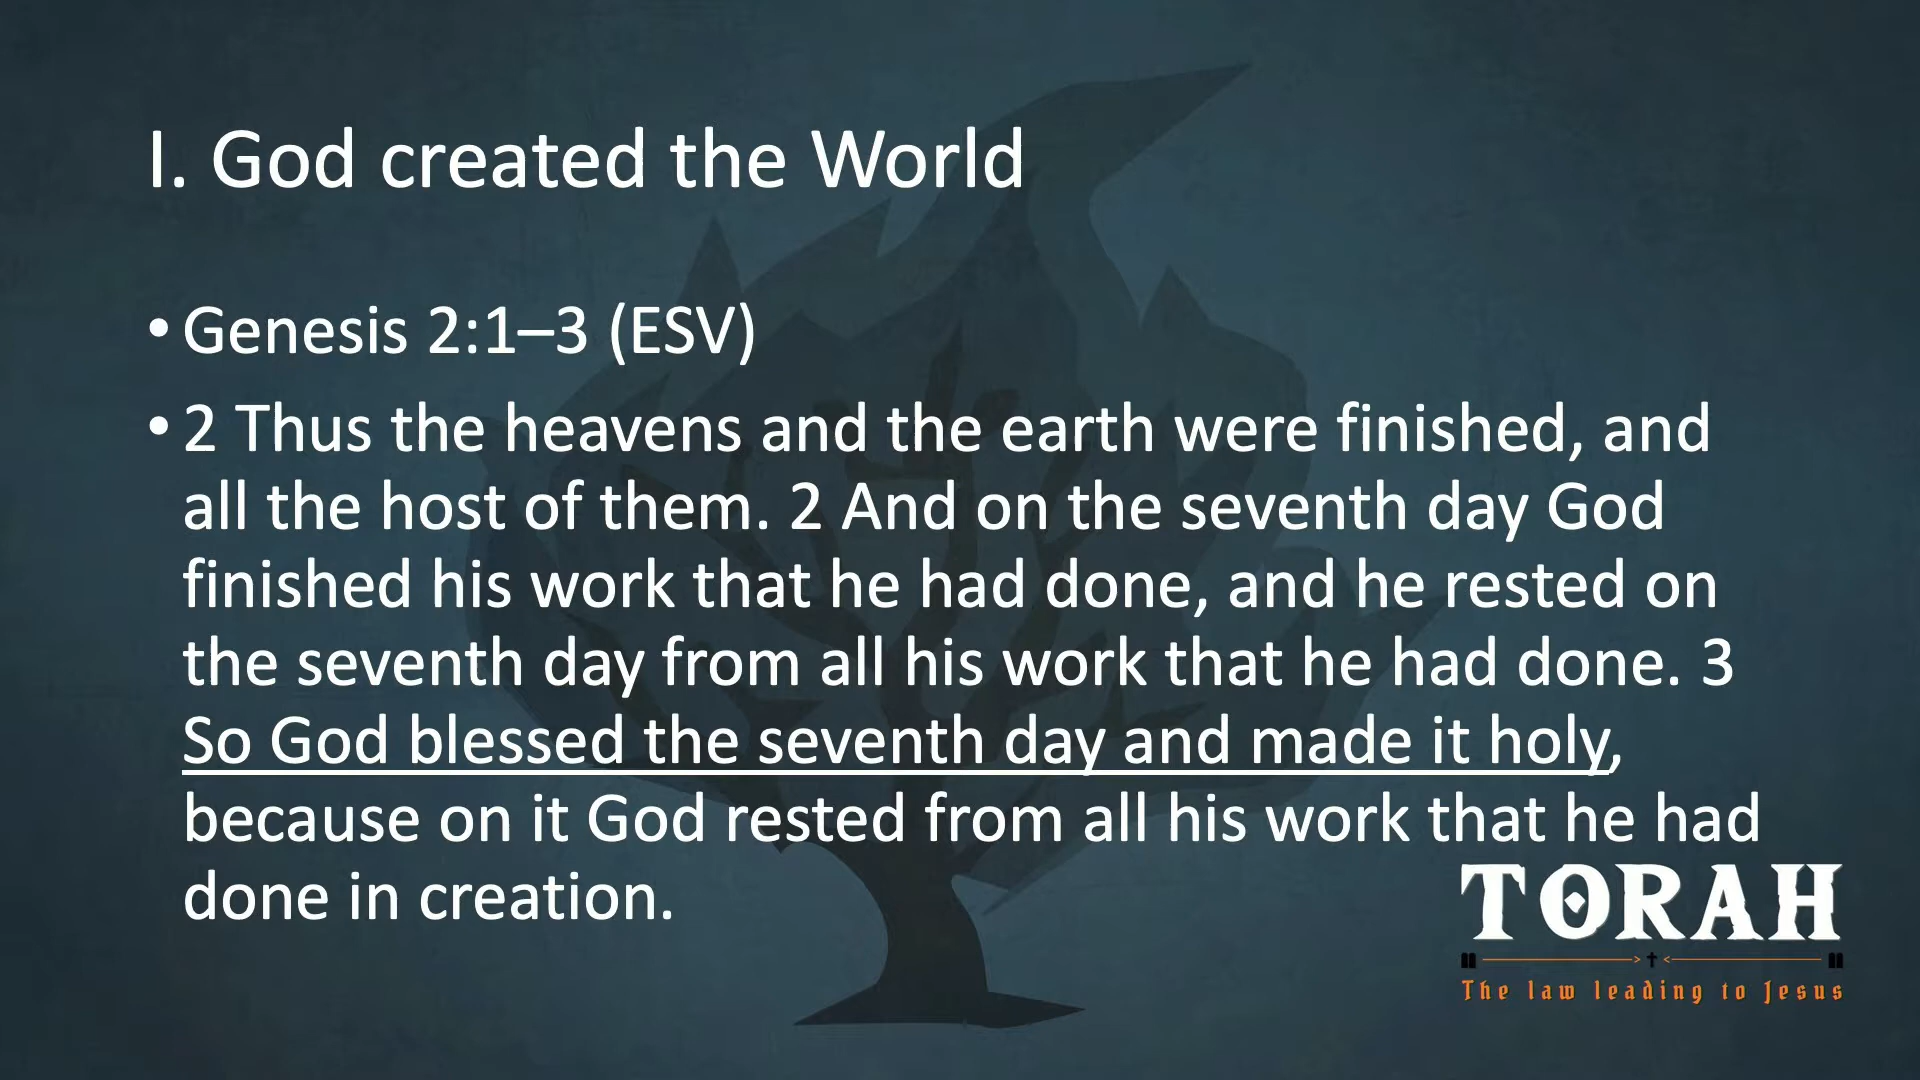 I. God created the World
• Genesis 2:1–3 (ESV)
• 2 Thus the heavens and the earth were finished, and
all the host of them. 2 And on the seventh day God
finished his work that he had done, and he rested on
the seventh day from all his work that he had done. 3
So God blessed the seventh day and made it holy,
because on it God rested from all his work that he had
done in creation.
TORAH
The law leading to Jesus